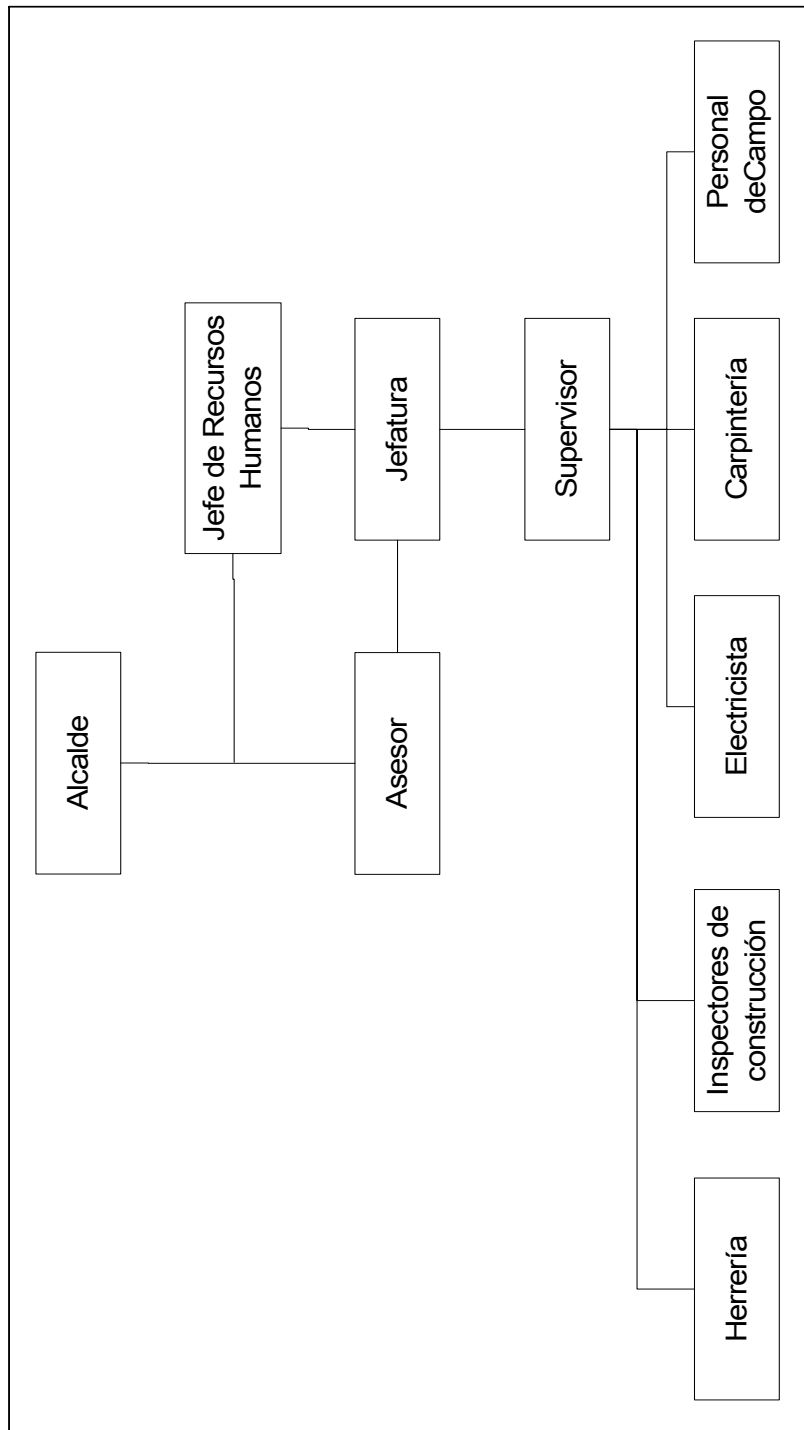 Alcalde
Jefe de Recursos
Humanos
Asesor
Jefatura
Supervisor
Herrería
Inspectores de
construcción
Electricista
Carpintería
Personal
deCampo